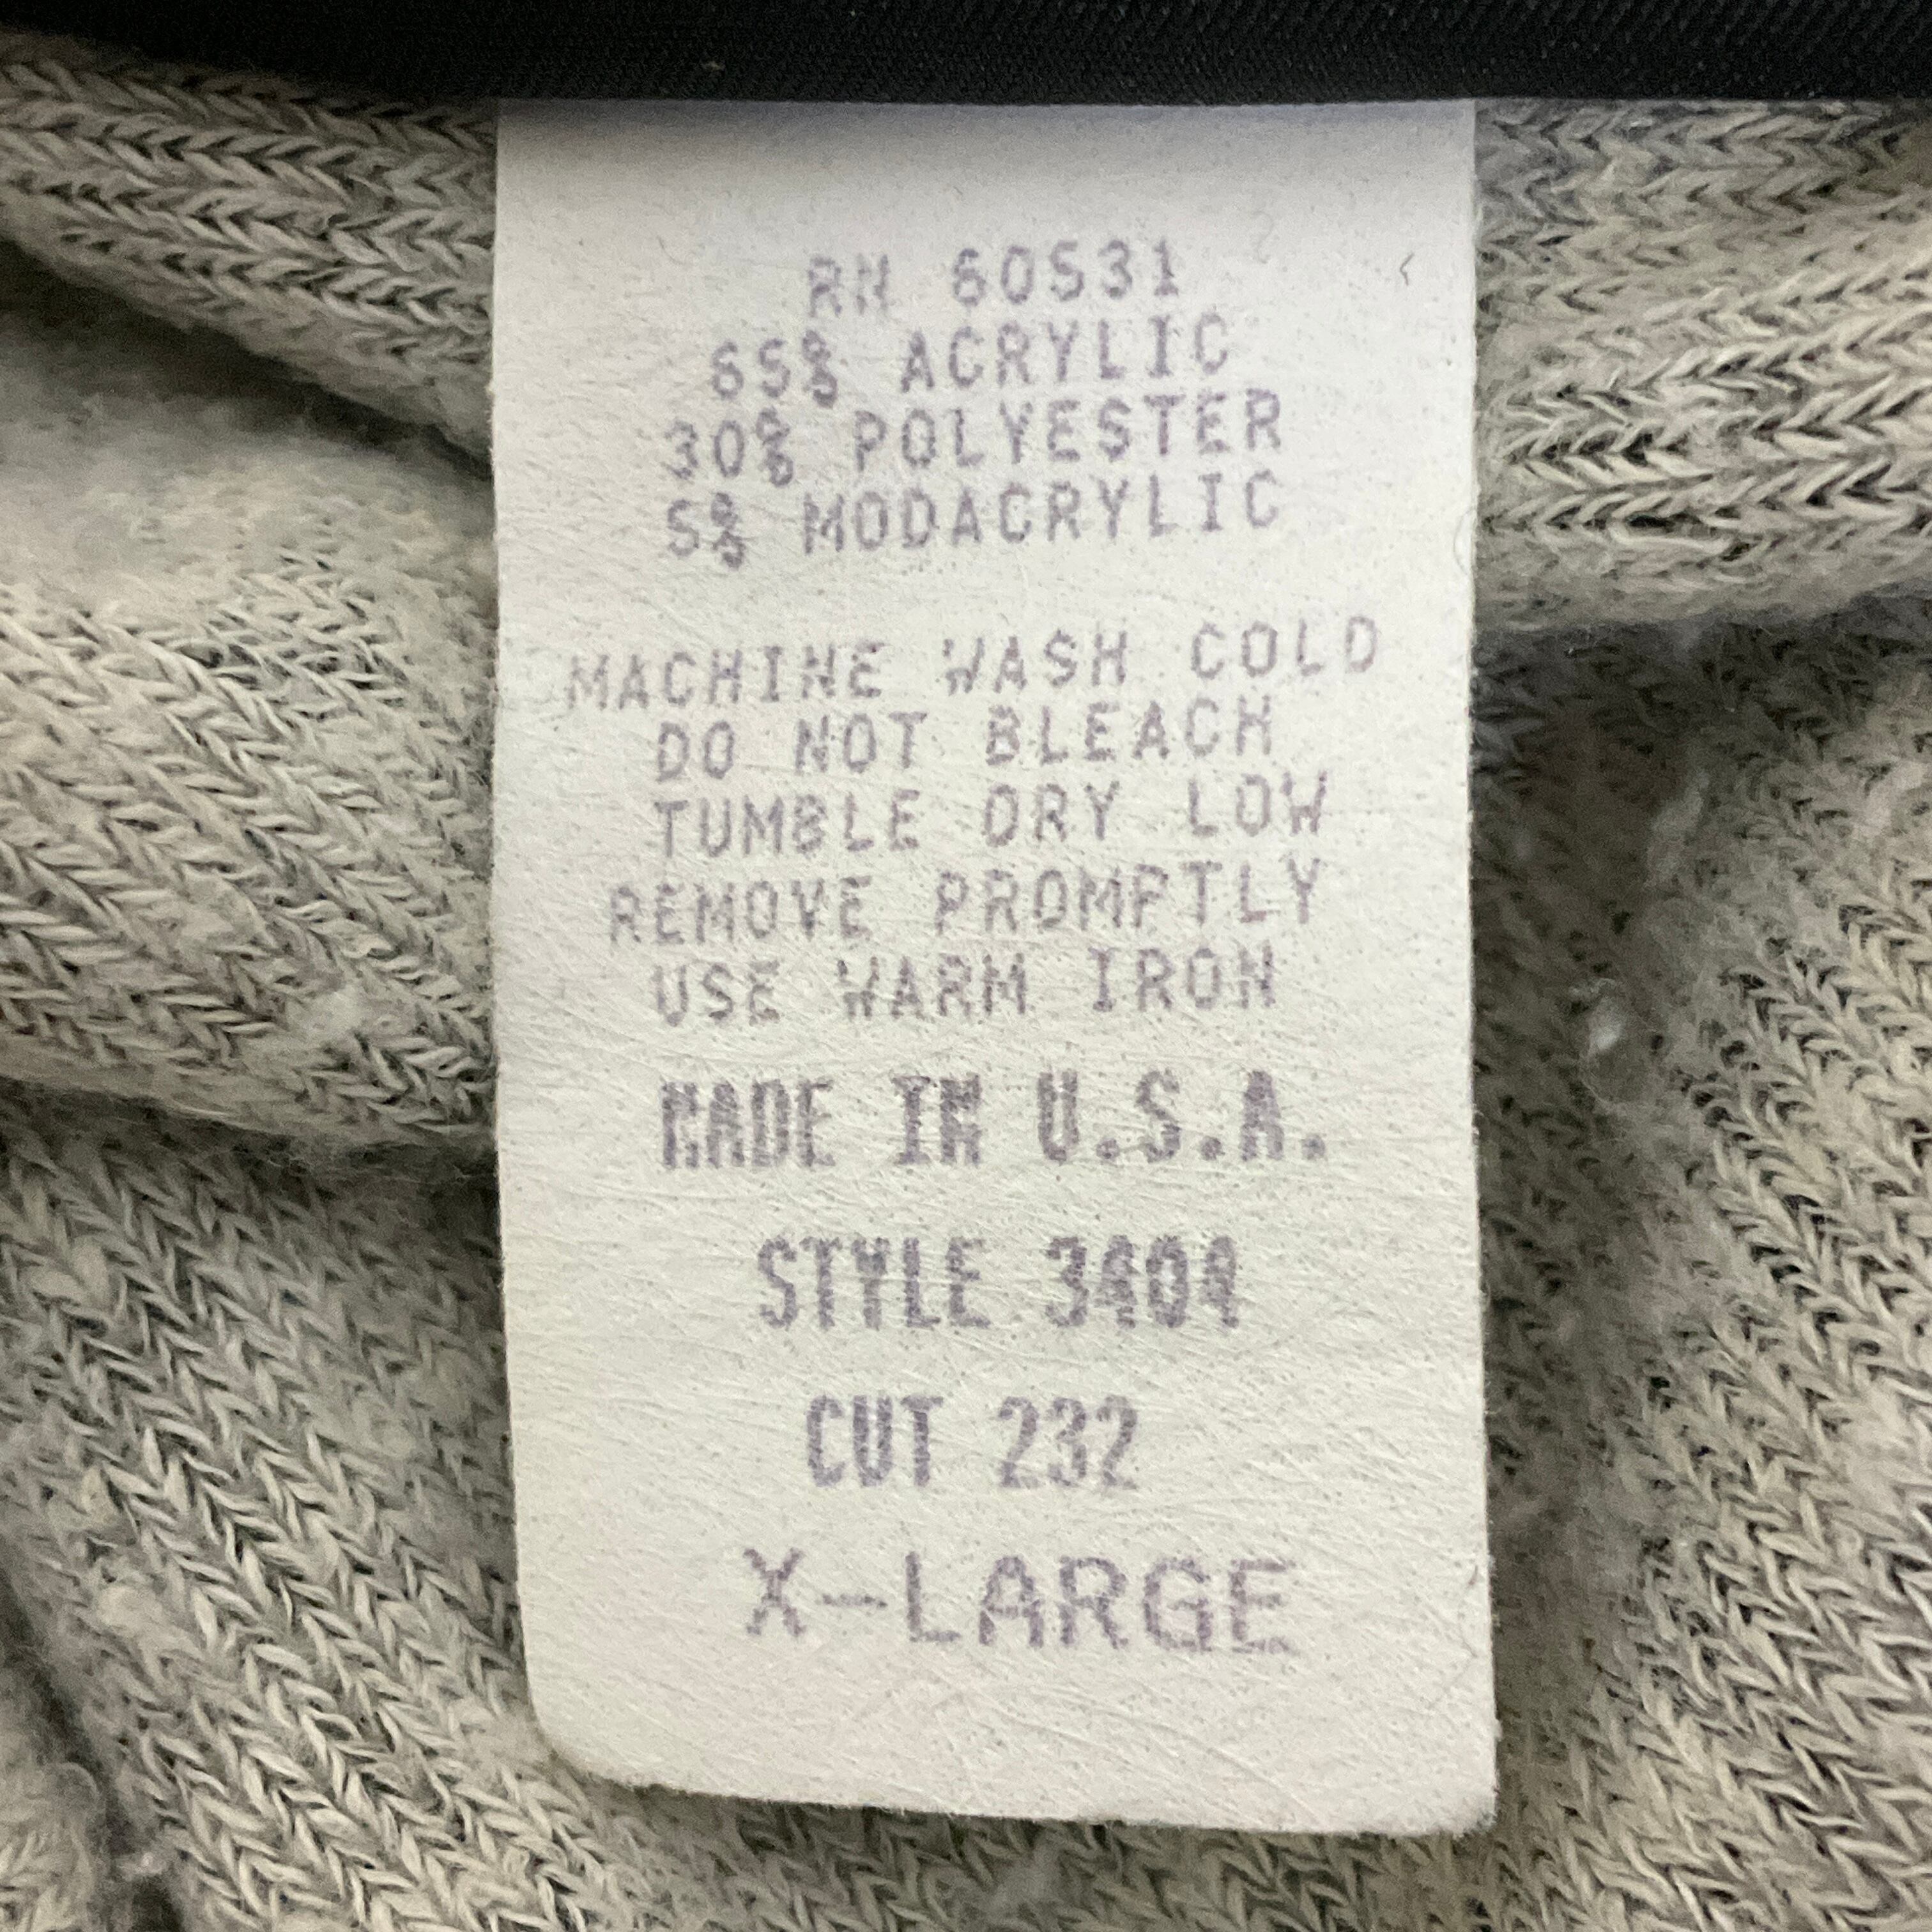 RN 60531
65% ACRYLIC
30% POLYESTER
5% MODACRYLIC
MACHINE WASH COLD
DO NOT BLEACH
TUMBLE DRY LOW
REMOVE PROMPTLY
USE WARM IRON
MADE IN U.S.A.
STYLE 3404
CUT 232
X-LARGE